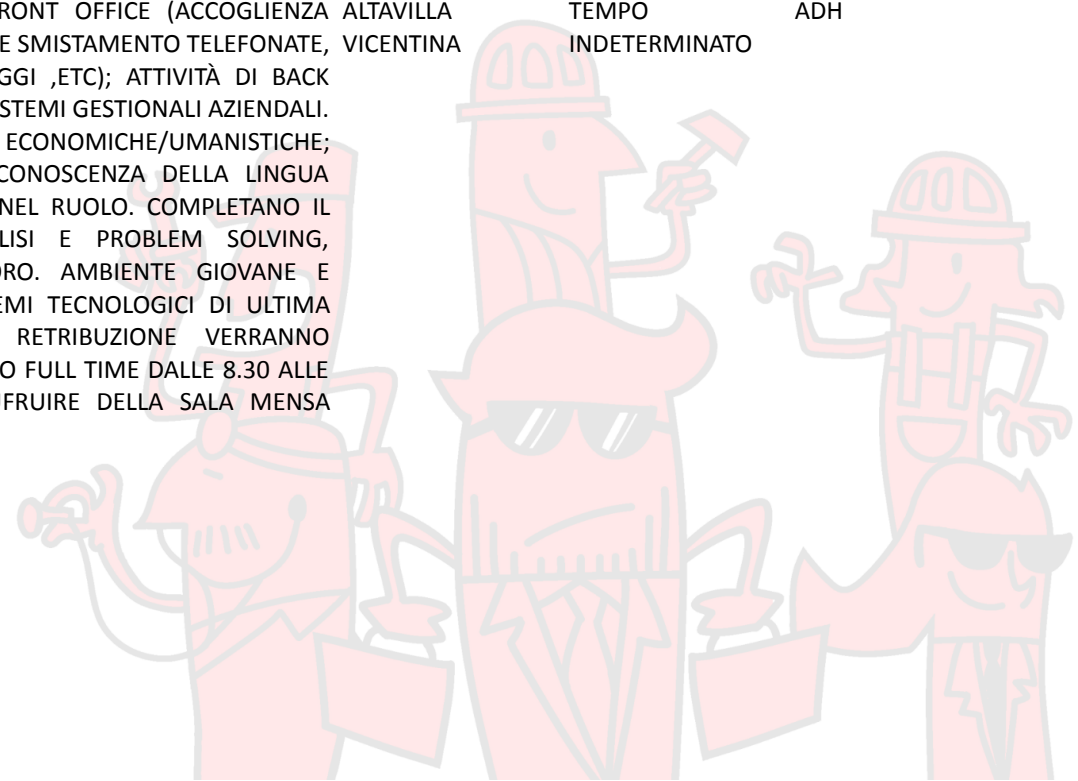 RONT OFFICE (ACCOGLIENZA ALTAVILLA TEMPO ADH
E SMISTAMENTO TELEFONATE, VICENTINA INDETERMINATO
GGI ,ETC); ATTIVITÀ DI BACK
STEMI GESTIONALI AZIENDALI.
ECONOMICHE/UMANISTICHE;
CONOSCENZA DELLA LINGUA
NEL RUOLO. COMPLETANO IL
LISI E PROBLEM SOLVING,
ORO. AMBIENTE GIOVANE E
EMI TECNOLOGICI DI ULTIMA
RETRIBUZIONE VERRANNO
O FULL TIME DALLE 8.30 ALLE
UFRUIRE DELLA SALA MENSA